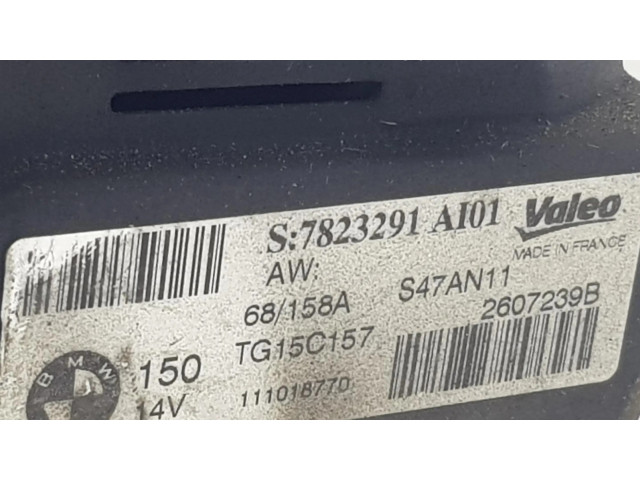 S:7823291 AI01 Valeo
MADE IN FRANCE
AW:
68/158A S47AN11
2607239B
TG15C157
BMW 150
14V 111018770